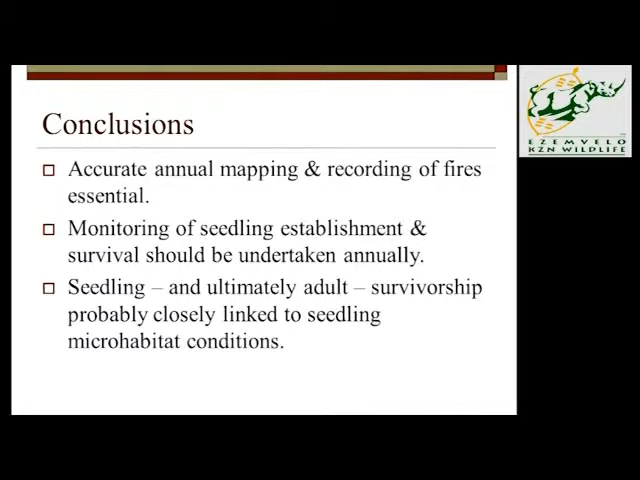 Conclusions
Accurate annual mapping & recording of fires
essential.
Monitoring of seedling establishment &
survival should be undertaken annually.
Seedling – and ultimately adult – survivorship
probably closely linked to seedling
microhabitat conditions.
EZEMVELO
KZN WILDLIFE